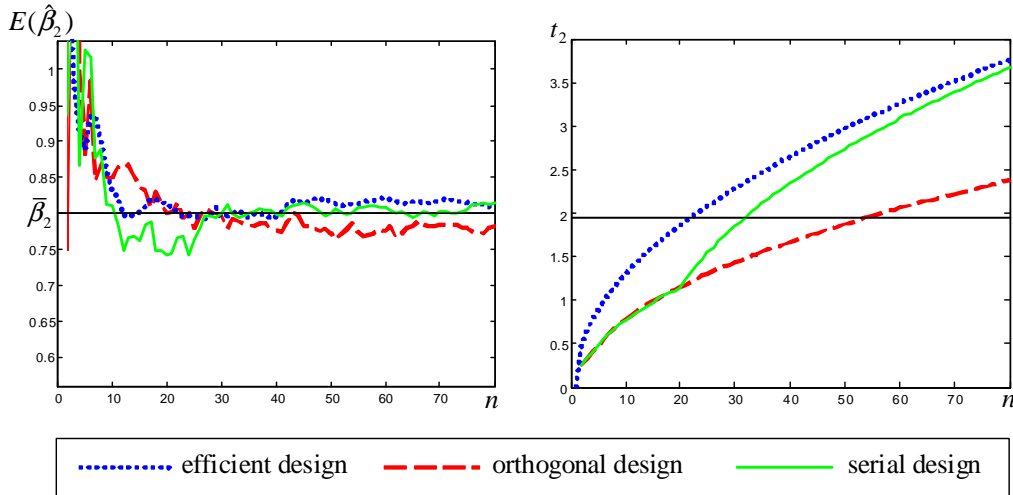 E(β̂₂)
1
0.95
0.9
0.85
β̄₂
0.75
0.7
0.65
0.6
0 10 20 30 40 50 60 70 n
t₂
4
3.5
3
2.5
2
1.5
1
0.5
0
0 10 20 30 40 50 60 70 n
efficient design orthogonal design serial design